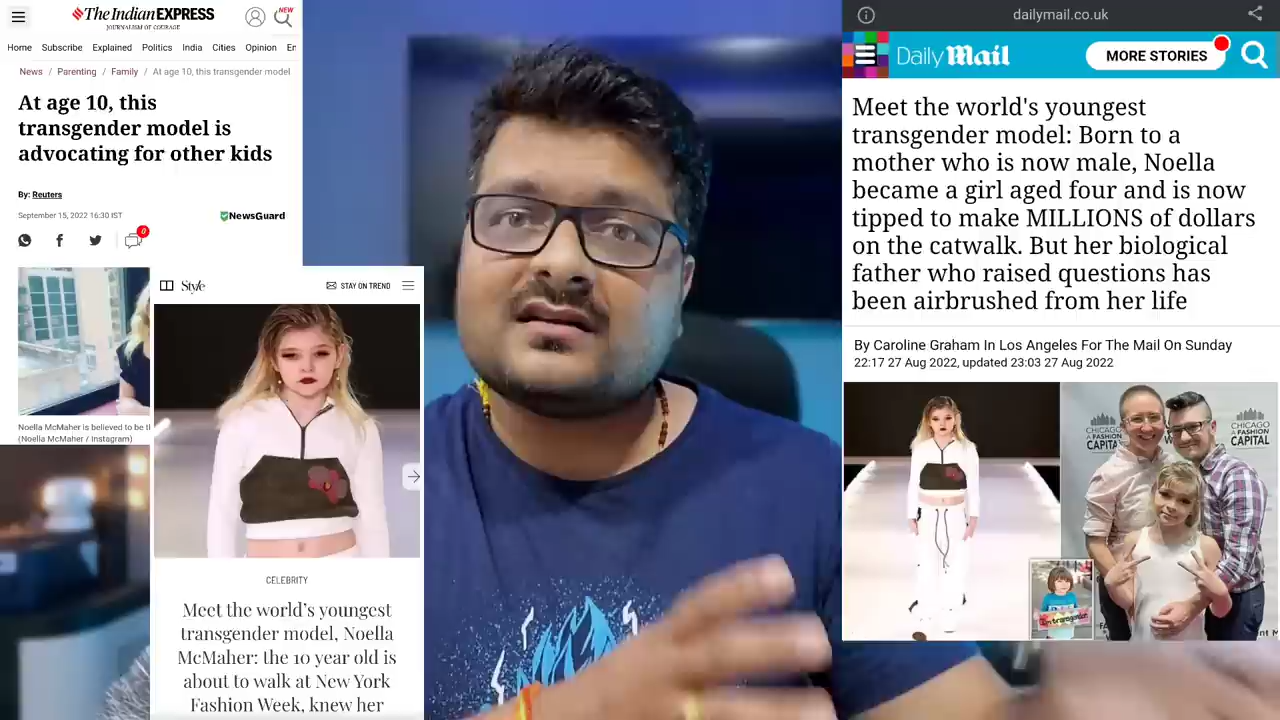 The Indian EXPRESS
JOURNALISM OF COURAGE
NEW
Home Subscribe Explained Politics India Cities Opinion En
News / Parenting / Family / At age 10, this transgender model
At age 10, this
transgender model is
advocating for other kids
By: Reuters
September 15, 2022 16:30 IST
NewsGuard
0
Noella McMaher is believed to be tl
(Noella McMaher / Instagram)
Style
STAY ON TREND
CELEBRITY
Meet the world's youngest
transgender model, Noella
McMaher: the 10 year old is
about to walk at New York
Fashion Week, knew her
dailymail.co.uk
Daily Mail
MORE STORIES
Meet the world's youngest
transgender model: Born to a
mother who is now male, Noella
became a girl aged four and is now
tipped to make MILLIONS of dollars
on the catwalk. But her biological
father who raised questions has
been airbrushed from her life
By Caroline Graham In Los Angeles For The Mail On Sunday
22:17 27 Aug 2022, updated 23:03 27 Aug 2022
CHICAGO
A FASHION
CAPITAL
CHICAGO
A FASHION
CAPITAL
I'm transgender